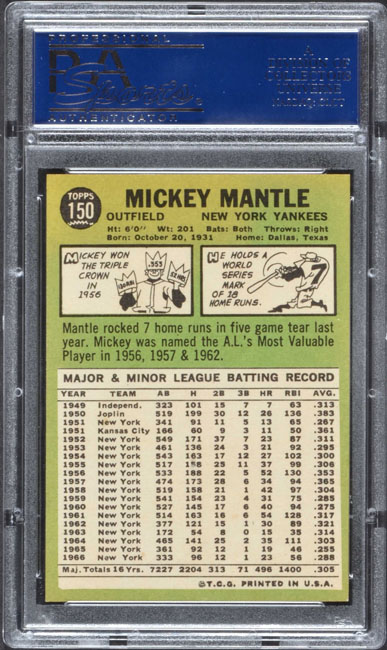 PROFESSIONAL
PSA
Sports
AUTHENTICATOR
A
DIVISION OF
COLLECTORS
UNIVERSE
NASDAQ: CLCT
TOPPS
150
MICKEY MANTLE
OUTFIELD NEW YORK YANKEES
Ht: 6'0" Wt: 201 Bats: Both Throws: Right
Born: October 20, 1931 Home: Dallas, Texas
MICKEY WON
THE TRIPLE
CROWN IN
1956
.353
52 HRS.
HE HOLDS A
WORLD
SERIES
MARK
OF 18
HOME RUNS.
7
Mantle rocked 7 home runs in five game tear last
year. Mickey was named the A.L.'s Most Valuable
Player in 1956, 1957 & 1962.
MAJOR & MINOR LEAGUE BATTING RECORD
YEAR TEAM AB H 2B 3B HR RBI AVG.
1949 Independ. 323 101 15 7 7 63 .313
1950 Joplin 519 199 30 12 26 136 .383
1951 New York 341 91 11 5 13 65 .267
1951 Kansas City 166 60 9 3 11 50 .361
1952 New York 549 171 37 7 23 87 .311
1953 New York 461 136 24 3 21 92 .295
1954 New York 543 163 17 12 27 102 .300
1955 New York 517 158 25 11 37 99 .306
1956 New York 533 188 22 5 52 130 .353
1957 New York 474 173 28 6 34 94 .365
1958 New York 519 158 21 1 42 97 .304
1959 New York 541 154 23 4 31 75 .285
1960 New York 527 145 17 6 40 94 .275
1961 New York 514 163 16 6 54 128 .317
1962 New York 377 121 15 1 30 89 .321
1963 New York 172 54 8 0 15 35 .314
1964 New York 465 141 25 2 35 111 .303
1965 New York 361 92 12 1 19 46 .255
1966 New York 333 96 12 1 23 56 .288
Maj. Totals 16 Yrs. 7227 2204 313 71 496 1400 .305
©T.C.G. PRINTED IN U.S.A.